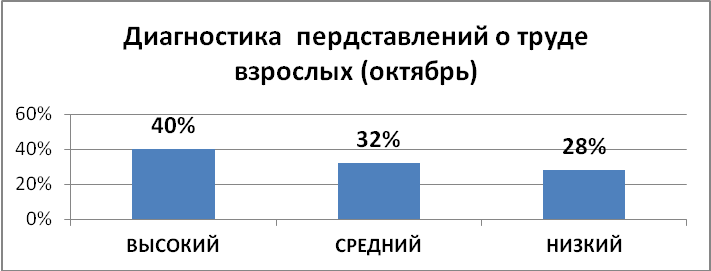 Диагностика  пердставлений о труде
взрослых (октябрь)
60%
40%
20%
0%
40%
32%
28%
ВЫСОКИЙ
СРЕДНИЙ
НИЗКИЙ